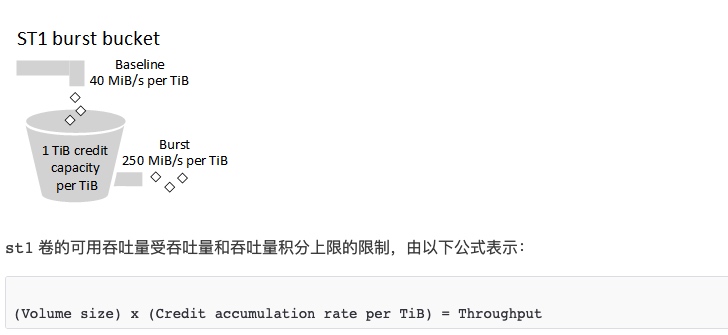 ST1 burst bucket
Baseline
40 MiB/s per TiB
1 TiB credit
capacity
per TiB
Burst
250 MiB/s per TiB
st1 卷的可用吞吐量受吞吐量和吞吐量积分上限的限制，由以下公式表示：
(Volume size) x (Credit accumulation rate per TiB) = Throughput